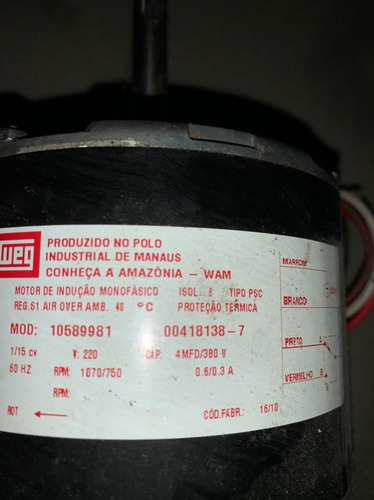 weg
PRODUZIDO NO POLO
INDUSTRIAL DE MANAUS
CONHEÇA A AMAZÔNIA - WAM
MOTOR DE INDUÇÃO MONOFÁSICO ISOL. B TIPO PSC
REG.S1 AIR OVER AMB. 40 °C PROTEÇÃO TÉRMICA
MOD: 10589981 00418138-7
1/15 cv V: 220 CAP: 4MFD/380 V
60 HZ RPM: 1070/750 0.6/0.3 A
RPM:
ROT ← CÓD.FABR.: 16/10
MARROM
BRANCO
PRETO A
VERMELHO B